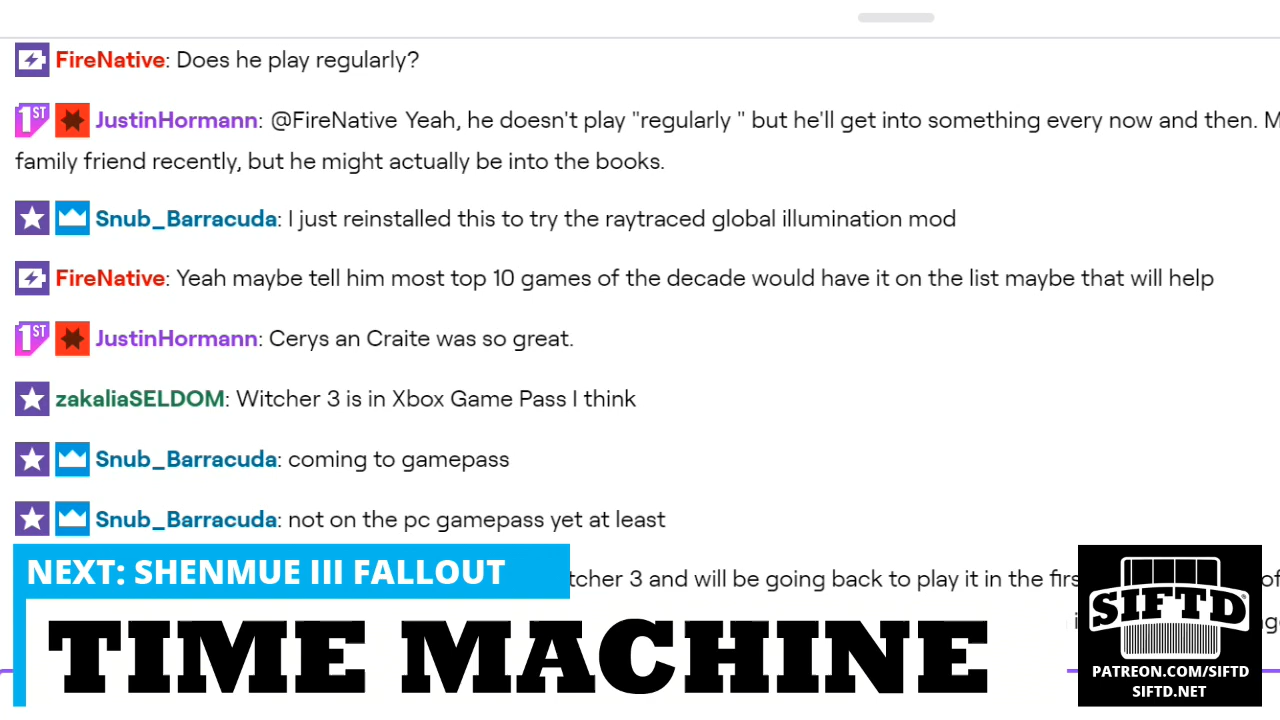 FireNative: Does he play regularly?
1ST JustinHormann: @FireNative Yeah, he doesn't play "regularly " but he'll get into something every now and then.
family friend recently, but he might actually be into the books.
Snub_Barracuda: I just reinstalled this to try the raytraced global illumination mod
FireNative: Yeah maybe tell him most top 10 games of the decade would have it on the list maybe that will help
1ST JustinHormann: Cerys an Craite was so great.
zakaliaSELDOM: Witcher 3 is in Xbox Game Pass I think
Snub_Barracuda: coming to gamepass
Snub_Barracuda: not on the pc gamepass yet at least
3 and will be going back to play it in the
NEXT: SHENMUE III FALLOUT
TIME MACHINE
SIFTD
PATREON.COM/SIFTD
SIFTD.NET